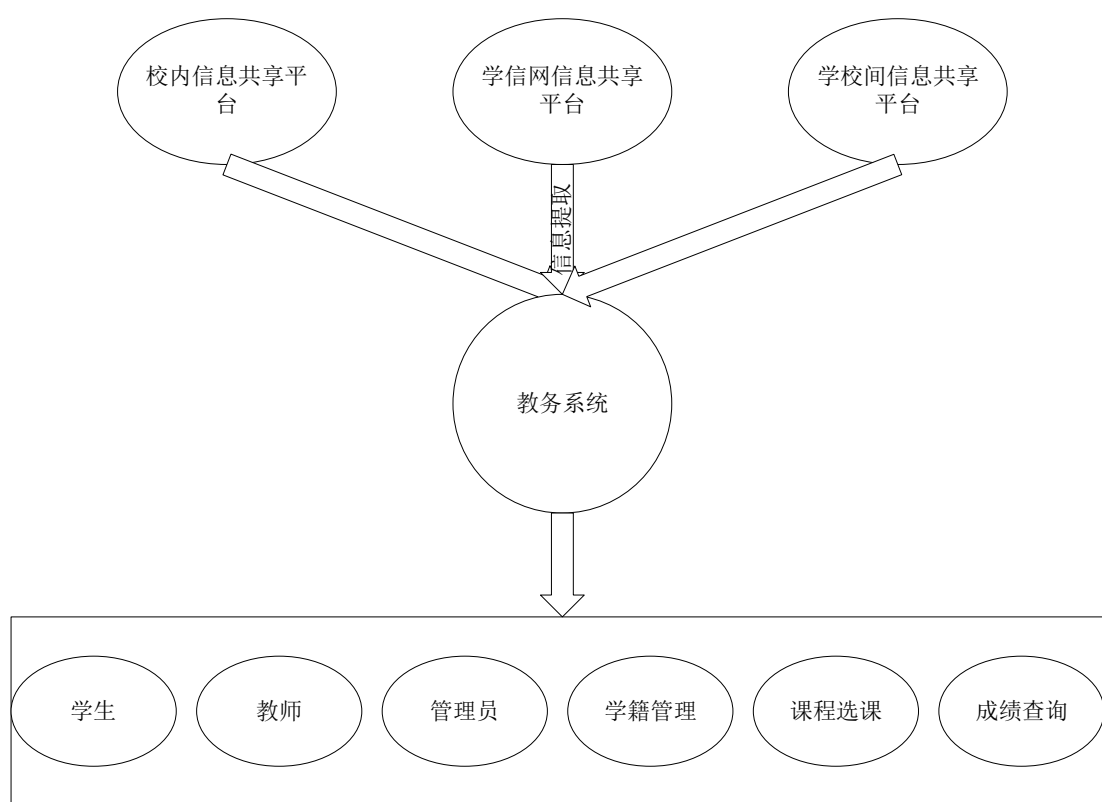 校内信息共享平
台
学信网信息共享
平台
学校间信息共享
平台
信息提取
教务系统
学生
教师
管理员
学籍管理
课程选课
成绩查询